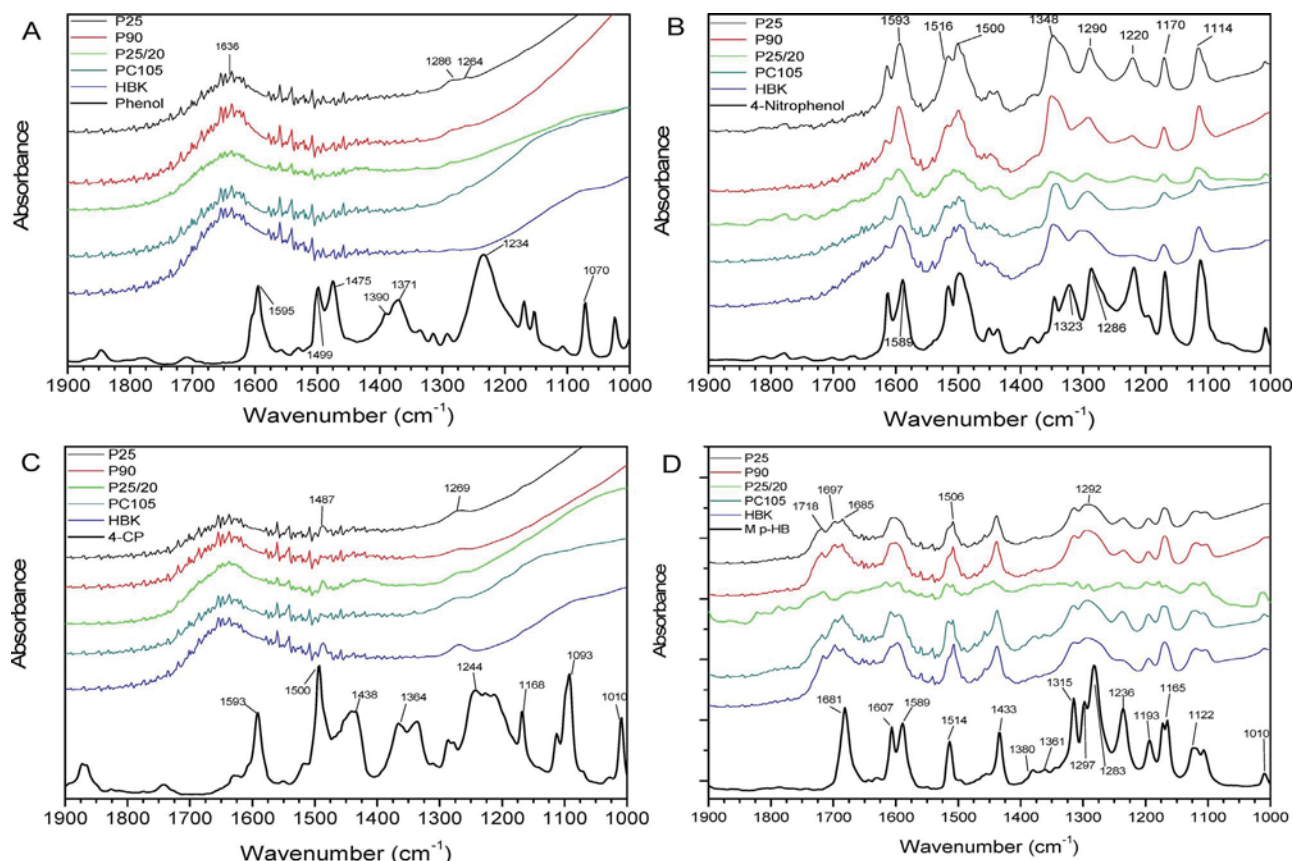 A
P25
P90
P25/20
PC105
HBK
Phenol
1636
1286
1264
1595
1499
1475
1390
1371
1234
1070
Absorbance
1900 1800 1700 1600 1500 1400 1300 1200 1100 1000
Wavenumber (cm-1)
B
P25
P90
P25/20
PC105
HBK
4-Nitrophenol
1593
1516
1500
1348
1290
1220
1170
1114
1589
1323
1286
Absorbance
1900 1800 1700 1600 1500 1400 1300 1200 1100 1000
Wavenumber (cm-1)
C
P25
P90
P25/20
PC105
HBK
4-CP
1487
1269
1593
1500
1438
1364
1244
1168
1093
1010
Absorbance
1900 1800 1700 1600 1500 1400 1300 1200 1100 1000
Wavenumber (cm-1)
D
P25
P90
P25/20
PC105
HBK
M p-HB
1718
1697
1685
1506
1292
1681
1607
1589
1514
1433
1380
1361
1315
1297
1283
1236
1193
1165
1122
1010
Absorbance
1900 1800 1700 1600 1500 1400 1300 1200 1100 1000
Wavenumber (cm-1)